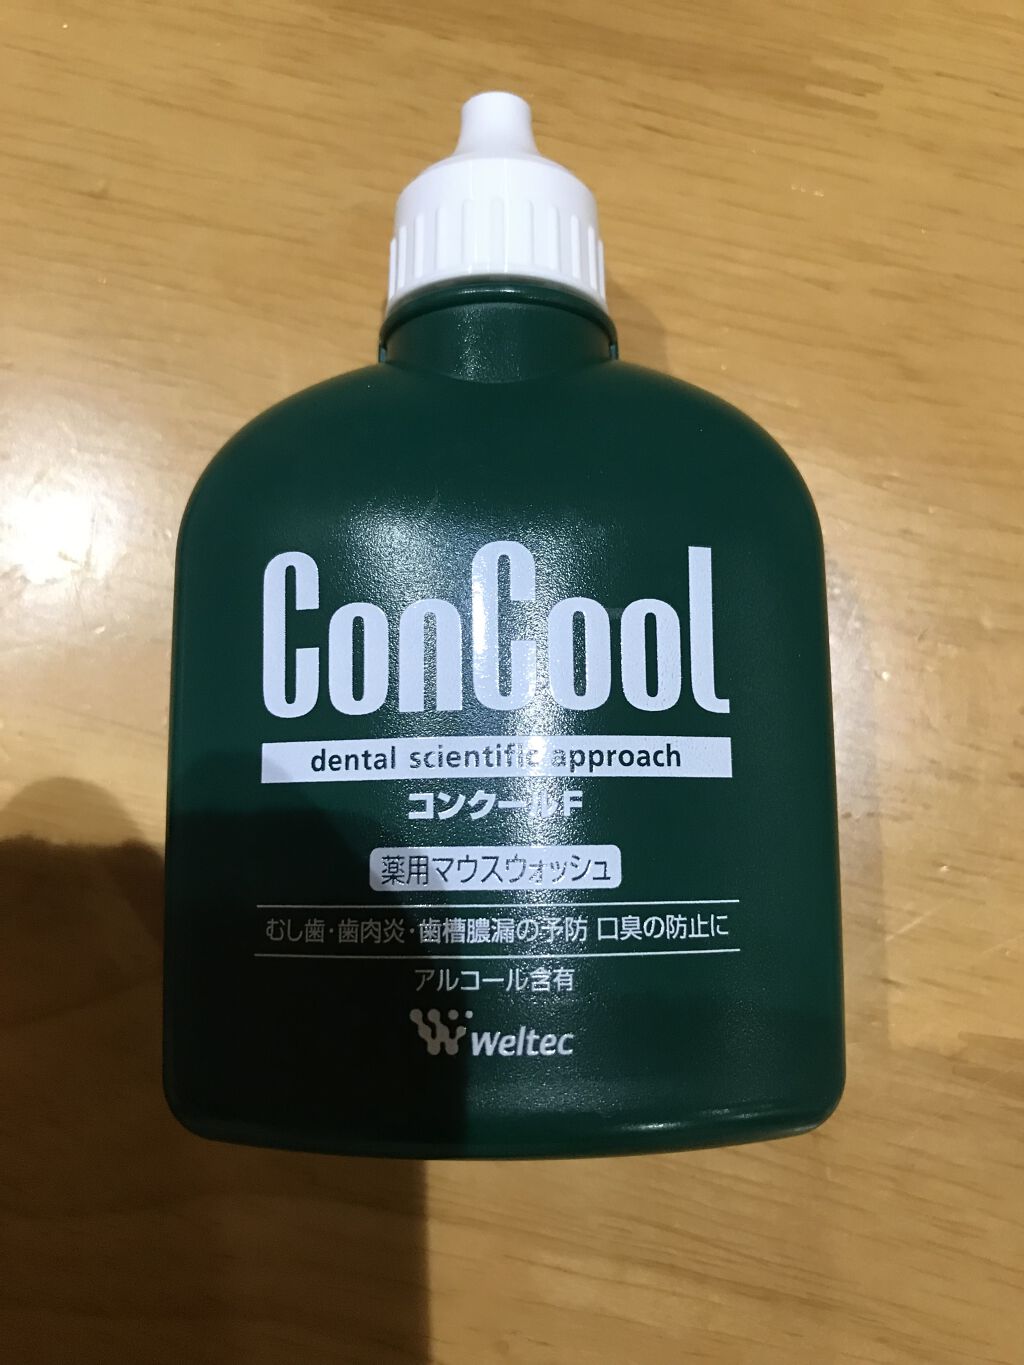 ConCool
dental scientific approach
コンクールF
薬用マウスウォッシュ
むし歯・歯肉炎・歯槽膿漏の予防 口臭の防止に
アルコール含有
Weltec